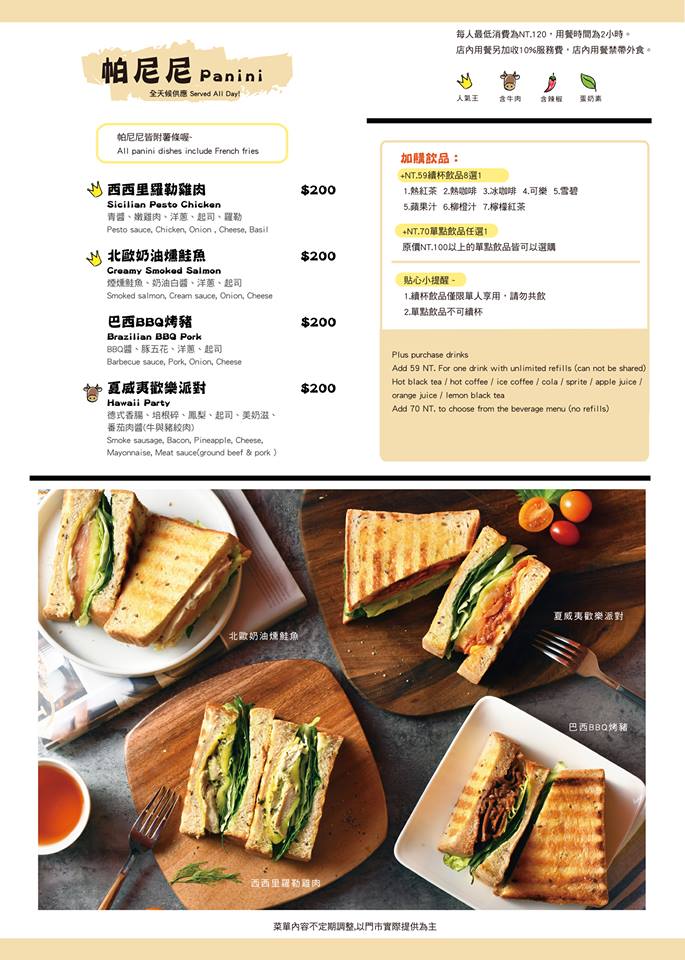 每人最低消費為NT.120，用餐時間為2小時。
店內用餐另加收10%服務費，店內用餐禁帶外食。
人氣王 含牛肉 含辣椒 蛋奶素
帕尼尼 Panini
全天候供應 Served All Day!
帕尼尼皆附薯條喔~
All panini dishes include French fries
西西里羅勒雞肉 $200
Sicilian Pesto Chicken
青醬、嫩雞肉、洋蔥、起司、羅勒
Pesto sauce, Chicken, Onion , Cheese, Basil
北歐奶油燻鮭魚 $200
Creamy Smoked Salmon
煙燻鮭魚、奶油白醬、洋蔥、起司
Smoked salmon, Cream sauce, Onion, Cheese
巴西BBQ烤豬 $200
Brazilian BBQ Pork
BBQ醬、豚五花、洋蔥、起司
Barbecue sauce, Pork, Onion, Cheese
夏威夷歡樂派對 $200
Hawaii Party
德式香腸、培根碎、鳳梨、起司、美奶滋、
番茄肉醬(牛與豬絞肉)
Smoke sausage, Bacon, Pineapple, Cheese,
Mayonnaise, Meat sauce(ground beef & pork )
加購飲品：
+NT.59續杯飲品8選1
1.熱紅茶 2.熱咖啡 3.冰咖啡 4.可樂 5.雪碧
5.蘋果汁 6.柳橙汁 7.檸檬紅茶
+NT.70單點飲品任選1
原價NT.100以上的單點飲品皆可以選購
貼心小提醒 -
1.續杯飲品僅限單人享用，請勿共飲
2.單點飲品不可續杯
Plus purchase drinks
Add 59 NT. For one drink with unlimited refills (can not be shared)
Hot black tea / hot coffee / ice coffee / cola / sprite / apple juice /
orange juice / lemon black tea
Add 70 NT. to choose from the beverage menu (no refills)
北歐奶油燻鮭魚
夏威夷歡樂派對
巴西BBQ烤豬
西西里羅勒雞肉
菜單內容不定期調整,以門市實際提供為主